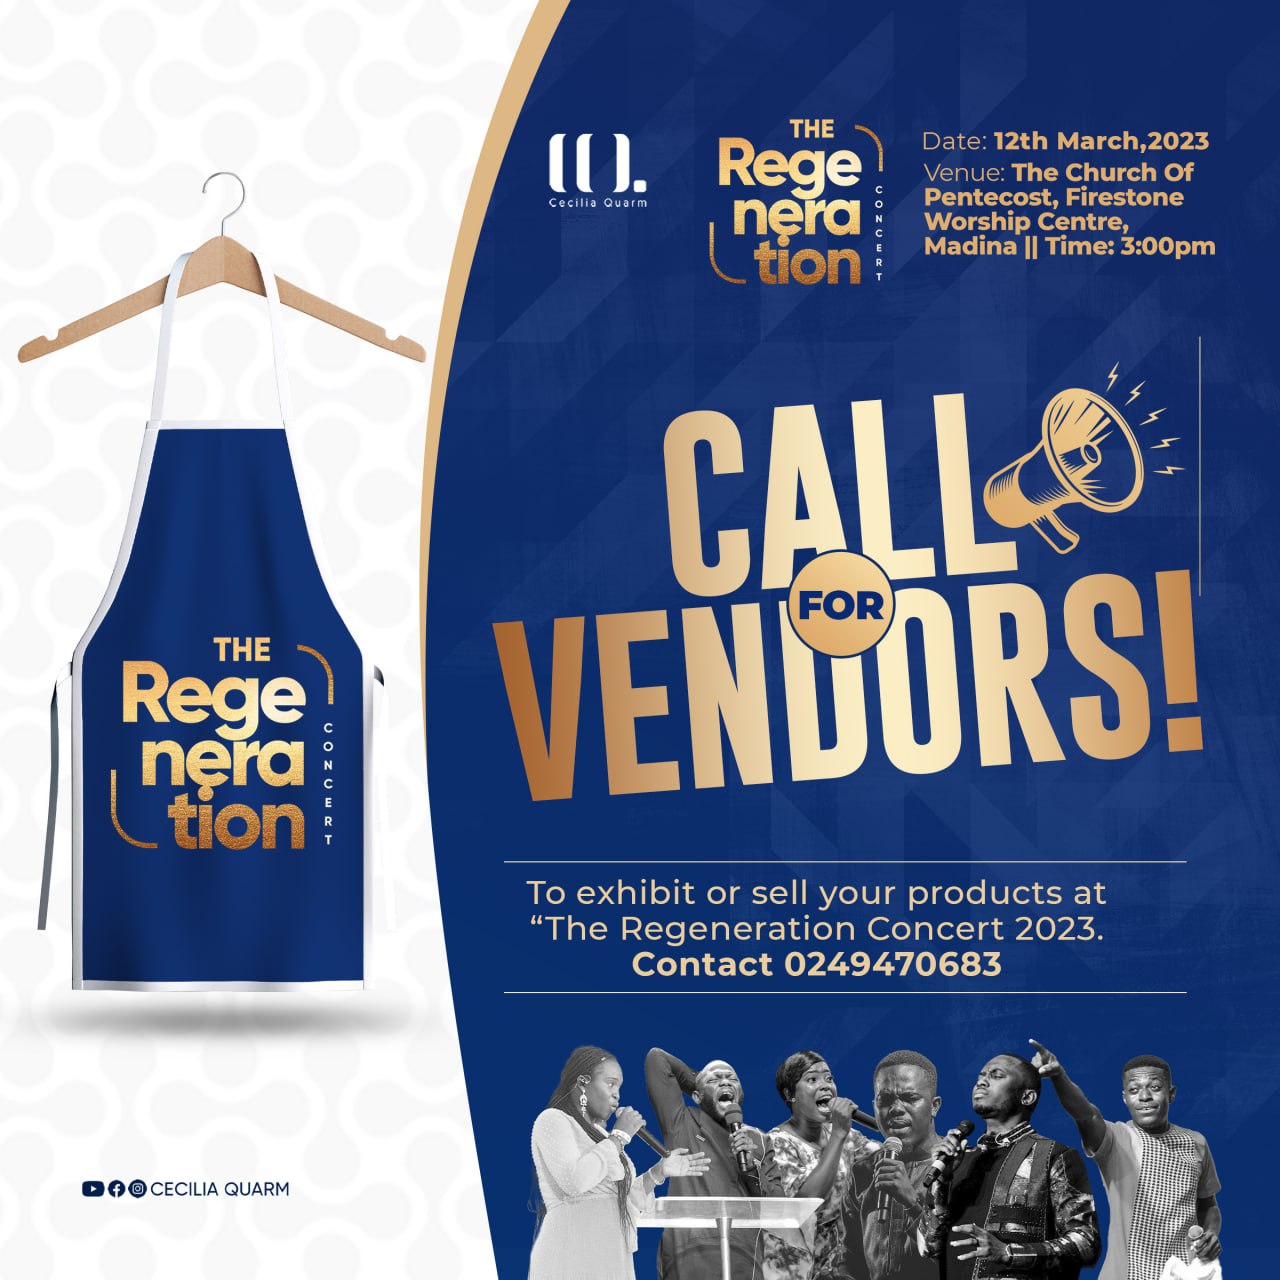 THE
Rege
nera
tion
CONCERT
CECILIA QUARM
Cecilia Quarm
THE
Rege
nera
tion
CONCERT
Date: 12th March,2023
Venue: The Church Of
Pentecost, Firestone
Worship Centre,
Madina || Time: 3:00pm
CALL
FOR
VENDORS!
To exhibit or sell your products at
“The Regeneration Concert 2023.
Contact 0249470683